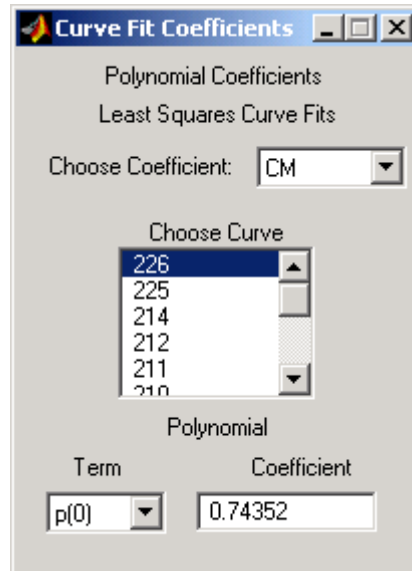 Curve Fit Coefficients
Polynomial Coefficients
Least Squares Curve Fits
Choose Coefficient: CM
Choose Curve
226
225
214
212
211
210
Polynomial
Term Coefficient
p(0) 0.74352